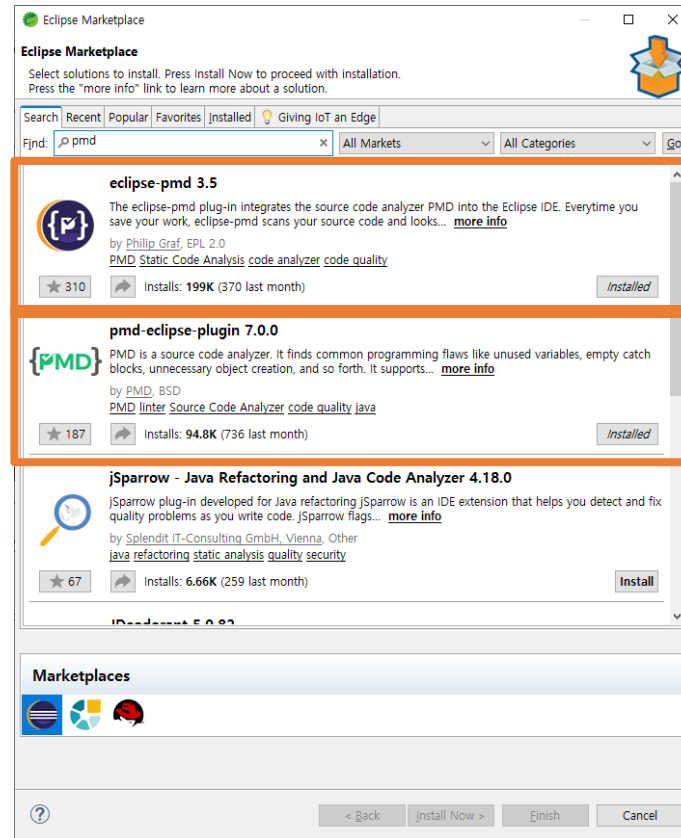 Eclipse Marketplace
Eclipse Marketplace
Select solutions to install. Press Install Now to proceed with installation.
Press the "more info" link to learn more about a solution.
Search Recent Popular Favorites Installed Giving IoT an Edge
Find: pmd All Markets All Categories Go
eclipse-pmd 3.5
The eclipse-pmd plug-in integrates the source code analyzer PMD into the Eclipse IDE. Everytime you
save your work, eclipse-pmd scans your source code and looks... more info
by Philip Graf, EPL 2.0
PMD Static Code Analysis code analyzer code quality
310 Installs: 199K (370 last month) Installed
pmd-eclipse-plugin 7.0.0
{PMD} PMD is a source code analyzer. It finds common programming flaws like unused variables, empty catch
blocks, unnecessary object creation, and so forth. It supports... more info
by PMD, BSD
PMD linter Source Code Analyzer code quality java
187 Installs: 94.8K (736 last month) Installed
jSparrow - Java Refactoring and Java Code Analyzer 4.18.0
jSparrow plug-in developed for Java refactoring jSparrow is an IDE extension that helps you detect and fix
quality problems as you write code. jSparrow flags... more info
by Splendit IT-Consulting GmbH, Vienna, Other
java refactoring static analysis quality security
67 Installs: 6.66K (259 last month) Install
Marketplaces
? < Back Install Now > Finish Cancel